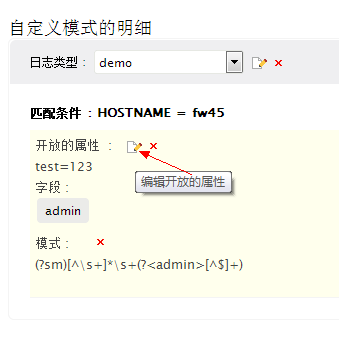 自定义模式的明细
日志类型： demo
匹配条件 : HOSTNAME = fw45
开放的属性 :
test=123
编辑开放的属性
字段 :
admin
模式 :
(?sm)[^\s+]*\s+(?<admin>[^$]+)